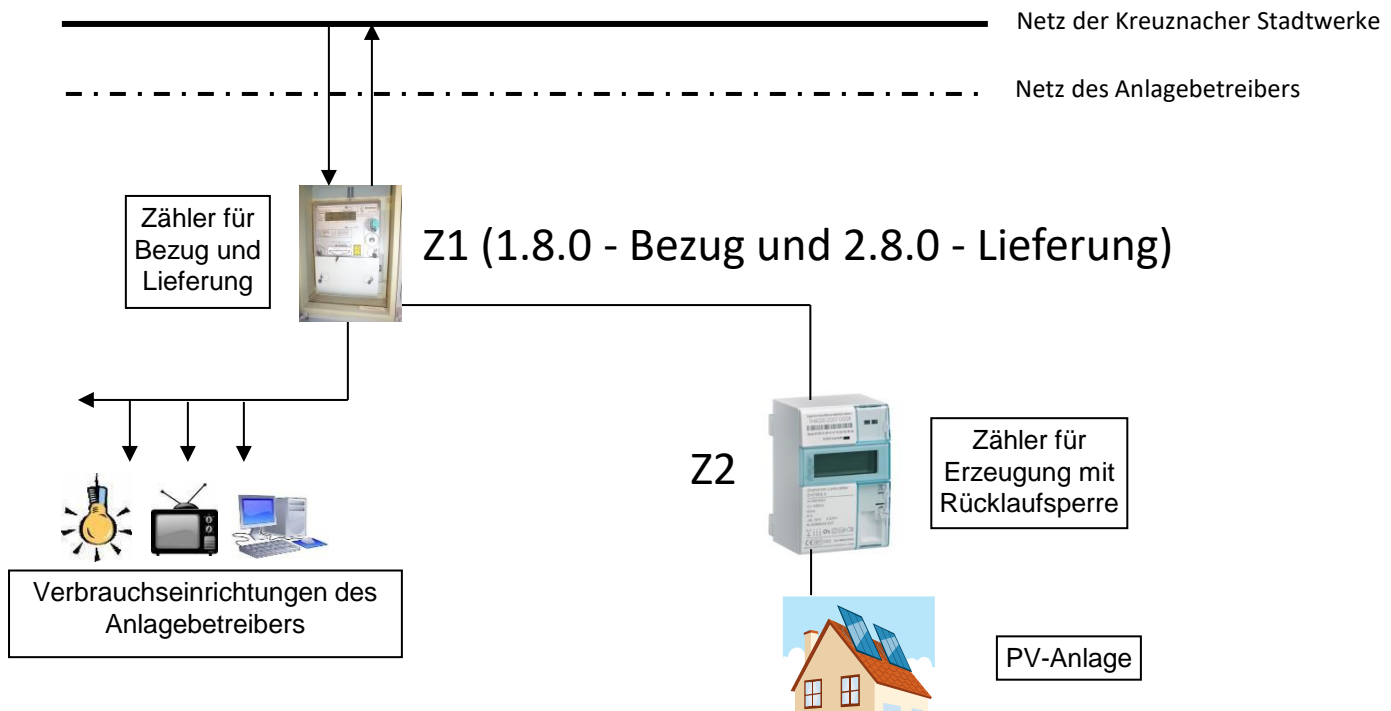 Netz der Kreuznacher Stadtwerke
Netz des Anlagebetreibers
Zähler für
Bezug und
Lieferung
Z1 (1.8.0 - Bezug und 2.8.0 - Lieferung)
Z2
Zähler für
Erzeugung mit
Rücklaufsperre
Verbrauchseinrichtungen des
Anlagebetreibers
PV-Anlage